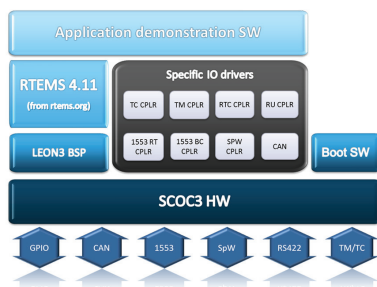 Application demonstration SW
RTEMS 4.11
(from rtems.org)
Specific IO drivers
TC CPLR
TM CPLR
RTC CPLR
RU CPLR
1553 RT
CPLR
1553 BC
CPLR
SPW
CPLR
CAN
LEON3 BSP
Boot SW
SCOC3 HW
GPIO
CAN
1553
SpW
RS422
TM/TC